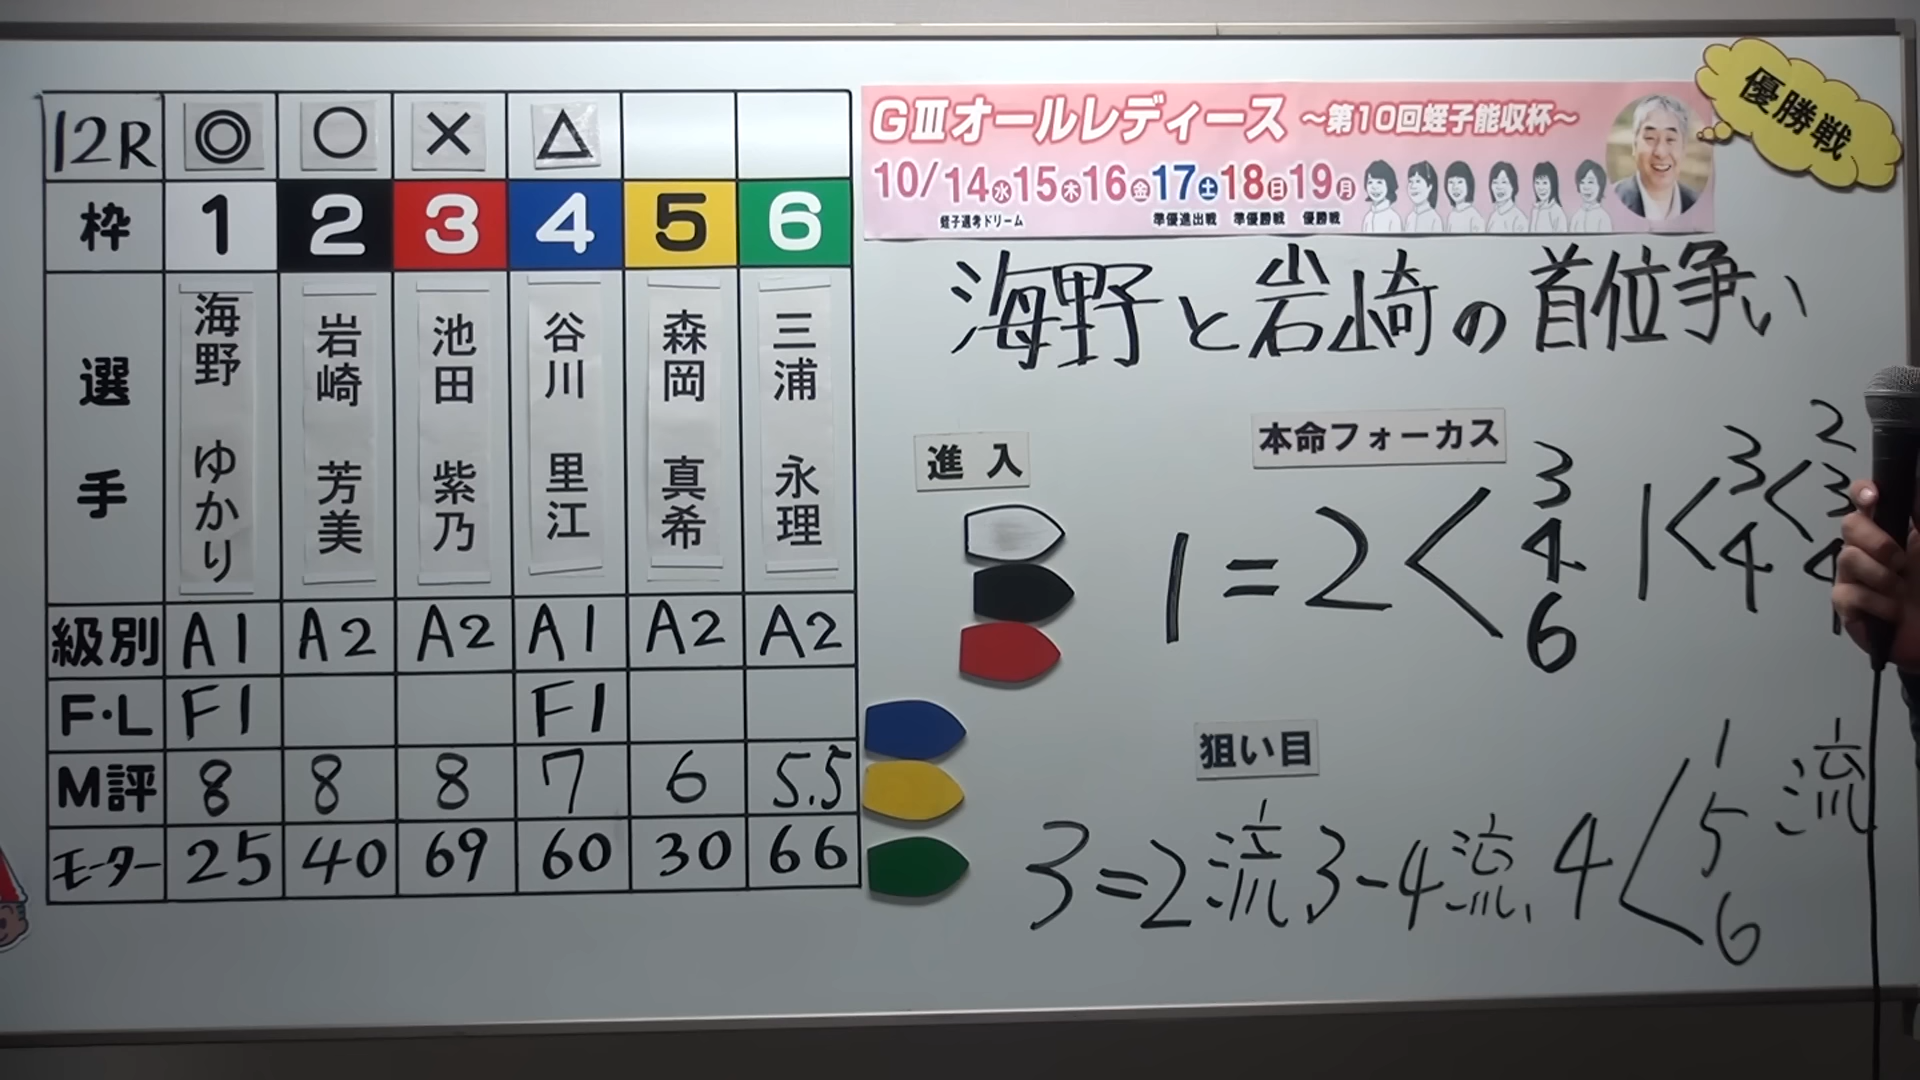 12R ◎ ○ × △
枠 1 2 3 4 5 6
選手 海野 ゆかり 岩崎 芳美 池田 紫乃 谷川 里江 森岡 真希 三浦 永理
級別 A1 A2 A2 A1 A2 A2
F・L F1 F1
M評 8 8 8 7 6 5.5
モーター 25 40 69 60 30 66
GⅢオールレディース ～第10回蛭子能収杯～
10/14水15木16金17土18日19月
蛭子選考ドリーム 準優進出戦 準優勝戦 優勝戦
優勝戦
海野と岩崎の首位争い
進入
本命フォーカス
1=2<346 1<34<23
狙い目
3=2流 3-4流、4<156流